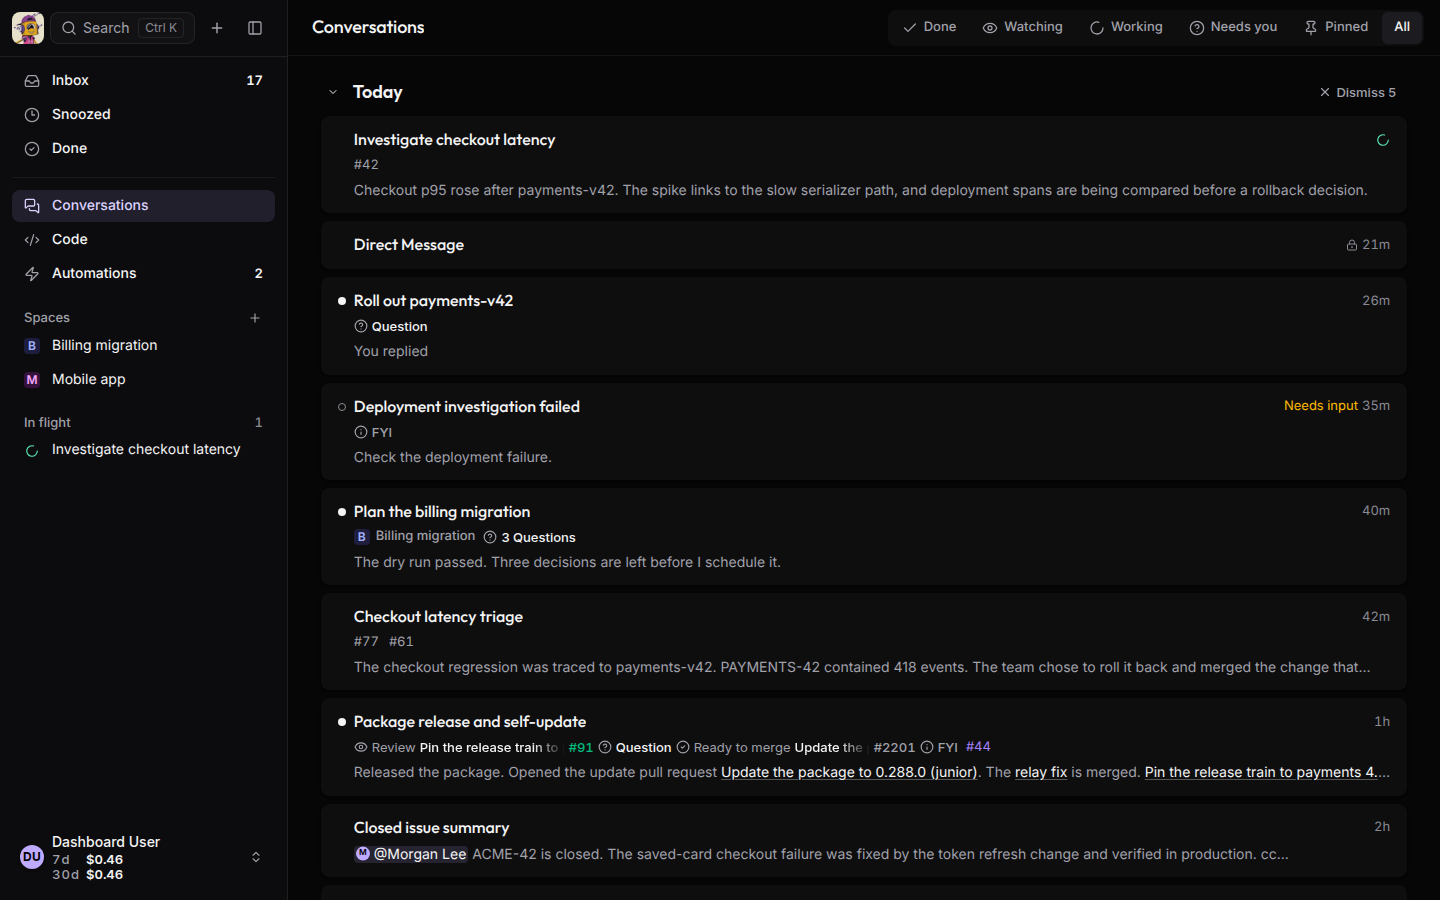 Search Ctrl K
Inbox 17
Snoozed
Done
Conversations
Code
Automations 2
Spaces
B Billing migration
M Mobile app
In flight 1
Investigate checkout latency
DU Dashboard User
7d $0.46
30d $0.46
Conversations
Done Watching Working Needs you Pinned All
Today Dismiss 5
Investigate checkout latency
#42
Checkout p95 rose after payments-v42. The spike links to the slow serializer path, and deployment spans are being compared before a rollback decision.
Direct Message 21m
Roll out payments-v42 26m
Question
You replied
Deployment investigation failed Needs input 35m
FYI
Check the deployment failure.
Plan the billing migration 40m
B Billing migration 3 Questions
The dry run passed. Three decisions are left before I schedule it.
Checkout latency triage 42m
#77 #61
The checkout regression was traced to payments-v42. PAYMENTS-42 contained 418 events. The team chose to roll it back and merged the change that...
Package release and self-update 1h
Review Pin the release train to #91 Question Ready to merge Update the #2201 FYI #44
Released the package. Opened the update pull request Update the package to 0.288.0 (junior). The relay fix is merged. Pin the release train to payments 4....
Closed issue summary 2h
M @Morgan Lee ACME-42 is closed. The saved-card checkout failure was fixed by the token refresh change and verified in production. cc...